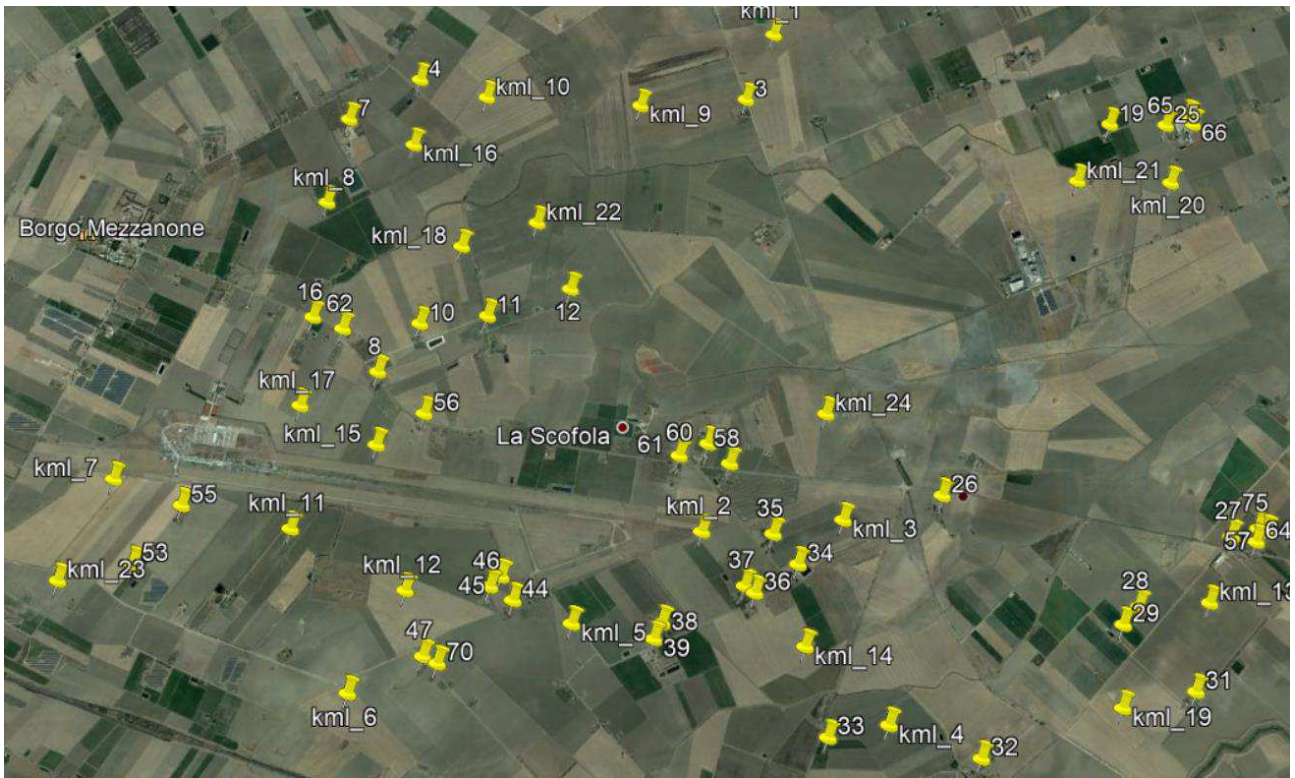 kml_1
4
kml_10
kml_9
3
7
kml_16
19
65
25
66
kml_8
kml_21
kml_20
Borgo Mezzanone
kml_22
kml_18
12
16
62
10
11
8
kml_17
56
kml_24
kml_15
La Scofola
61
60
58
kml_7
55
kml_11
kml_2
35
kml_3
26
27
75
57
64
53
kml_23
kml_12
46
45
44
37
36
34
28
29
kml_13
kml_5
38
39
kml_14
47
70
kml_6
31
kml_19
33
kml_4
32